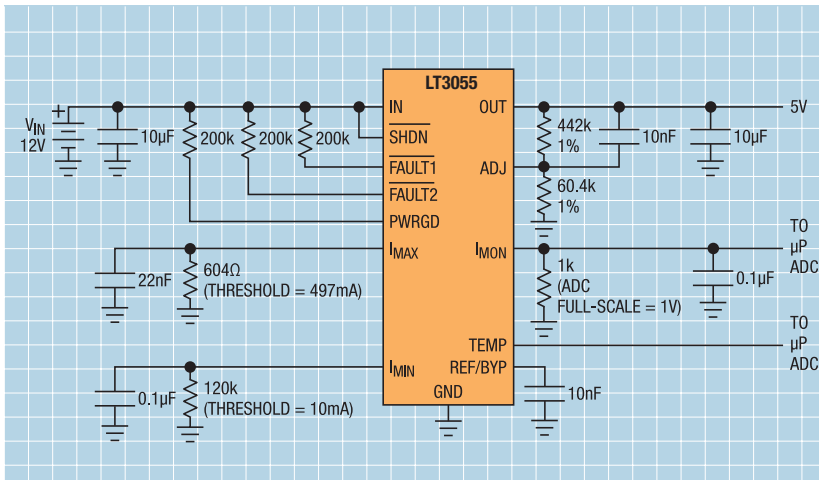 LT3055
IN
OUT
5V
VIN
12V
+
10µF
200k
200k
200k
SHDN
FAULT1
FAULT2
PWRGD
442k
1%
10nF
10µF
ADJ
60.4k
1%
IMAX
22nF
604Ω
(THRESHOLD = 497mA)
IMON
TO
µP
ADC
1k
(ADC
FULL-SCALE = 1V)
0.1µF
TEMP
TO
µP
ADC
IMIN
0.1µF
120k
(THRESHOLD = 10mA)
REF/BYP
10nF
GND